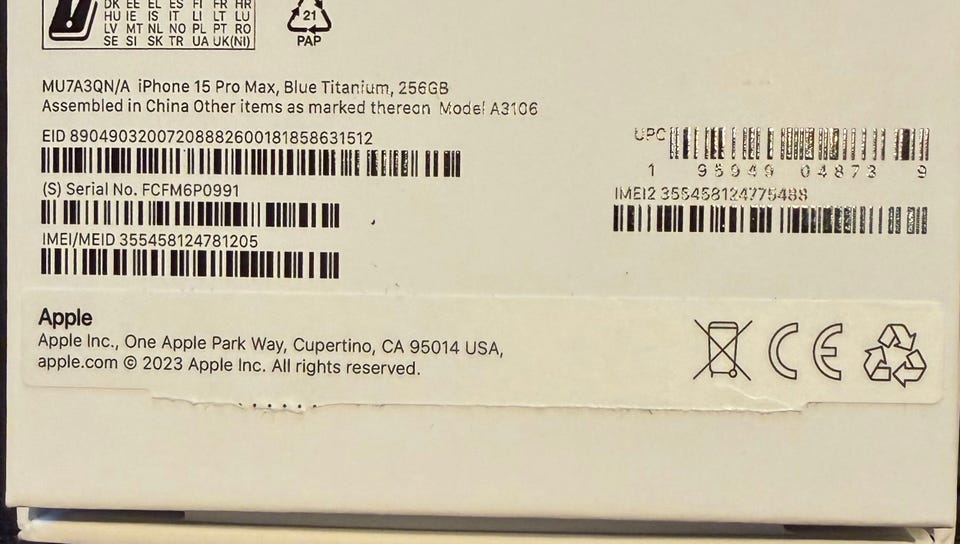 DK EE EL ES FI FR HR
HU IE IS IT LI LT LU
LV MT NL NO PL PT RO
SE SI SK TR UA UK(NI)
21
PAP
MU7A3QN/A iPhone 15 Pro Max, Blue Titanium, 256GB
Assembled in China Other items as marked thereon Model A3106
EID 89049032007208882600181858631512
UPC
1 95949 04873 9
(S) Serial No. FCFM6P0991
IMEI2 355458124775488
IMEI/MEID 355458124781205
Apple
Apple Inc., One Apple Park Way, Cupertino, CA 95014 USA,
apple.com © 2023 Apple Inc. All rights reserved.
CE